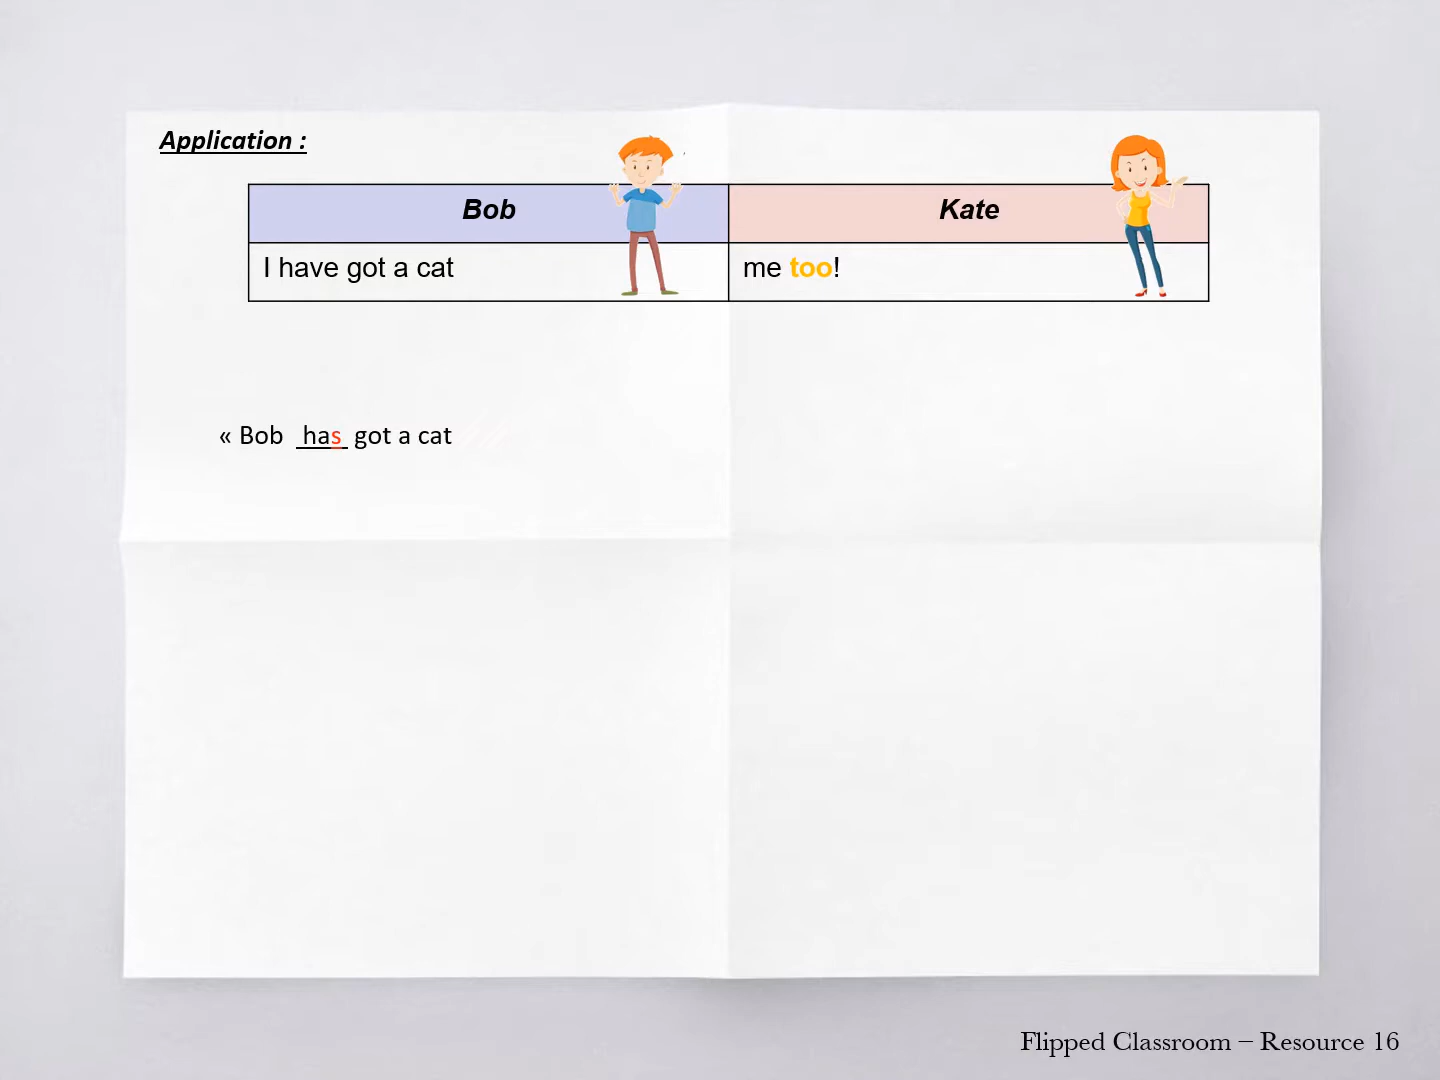 Application :
Bob
Kate
I have got a cat
me too!
« Bob has got a cat
Flipped Classroom – Resource 16